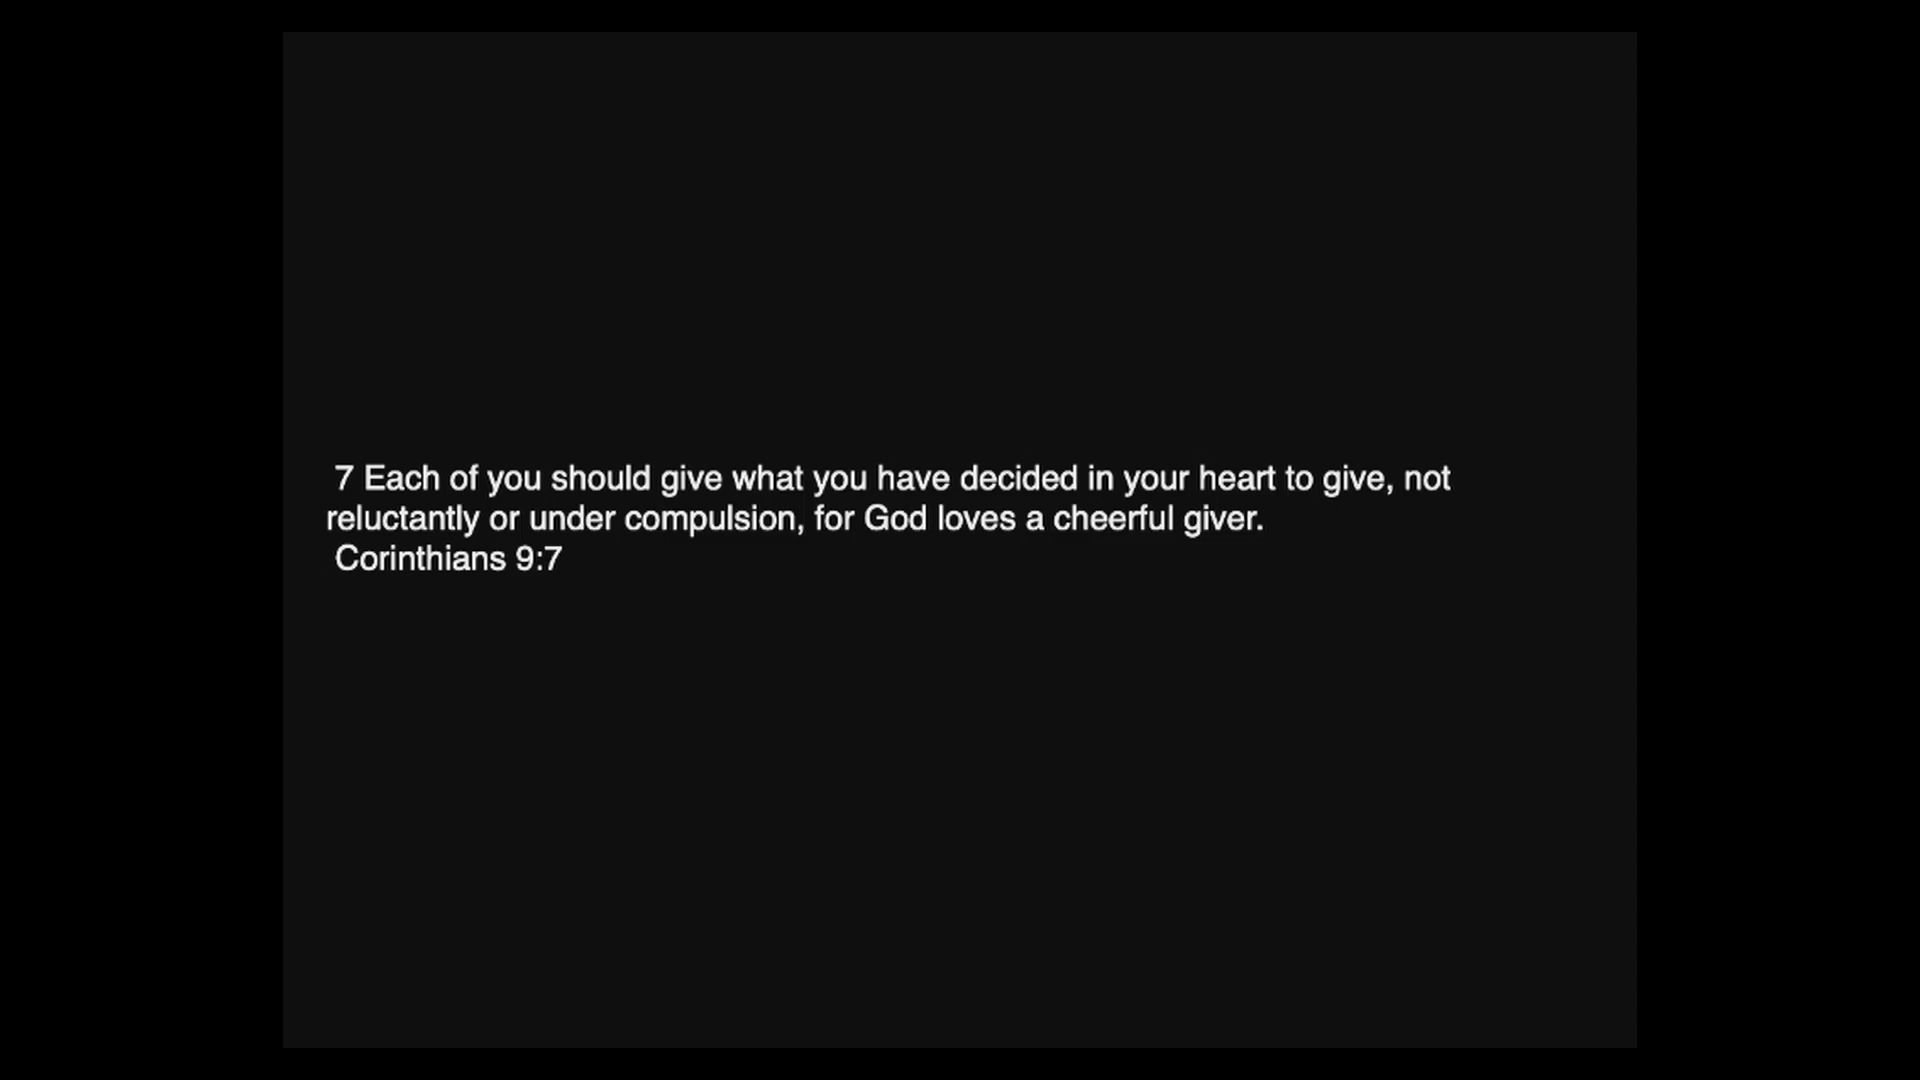 7 Each of you should give what you have decided in your heart to give, not
reluctantly or under compulsion, for God loves a cheerful giver.
Corinthians 9:7